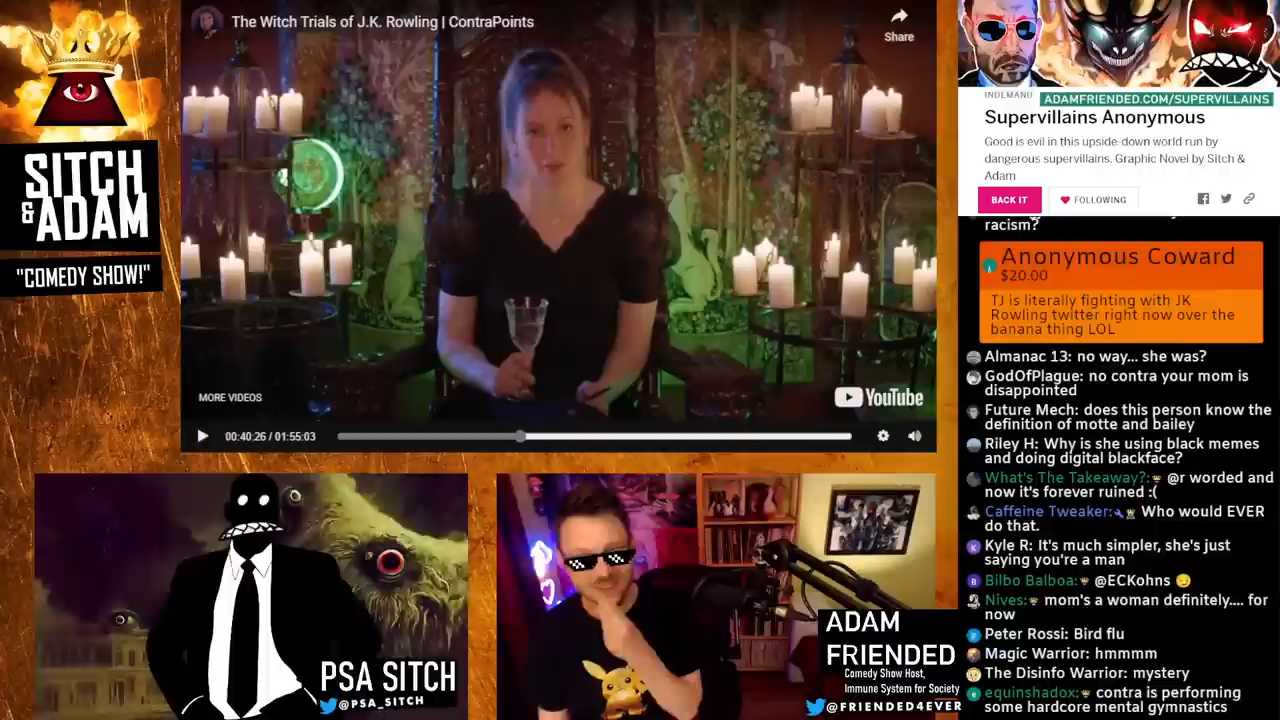 The Witch Trials of J.K. Rowling | ContraPoints
Share
MORE VIDEOS
YouTube
00:40:26 / 01:55:03
SITCH
& ADAM
"COMEDY SHOW!"
INDEMAND
ADAMFRIENDED.COM/SUPERVILLAINS
Supervillains Anonymous
Good is evil in this upside-down world run by
dangerous supervillains. Graphic Novel by Sitch &
Adam
BACK IT
FOLLOWING
racism?
Anonymous Coward
$20.00
TJ is literally fighting with JK
Rowling twitter right now over the
banana thing LOL
Almanac 13: no way... she was?
GodOfPlague: no contra your mom is
disappointed
Future Mech: does this person know the
definition of motte and bailey
Riley H: Why is she using black memes
and doing digital blackface?
What's The Takeaway?: @r worded and
now it's forever ruined :(
Caffeine Tweaker: Who would EVER
do that.
Kyle R: It's much simpler, she's just
saying you're a man
Bilbo Balboa: @ECKohns 😏
Nives: mom's a woman definitely.... for
now
Peter Rossi: Bird flu
Magic Warrior: hmmmm
The Disinfo Warrior: mystery
equinshadox: contra is performing
some hardcore mental gymnastics
PSA SITCH
@PSA_SITCH
ADAM
FRIENDED
Comedy Show Host,
Immune System for Society
@FRIENDED4EVER